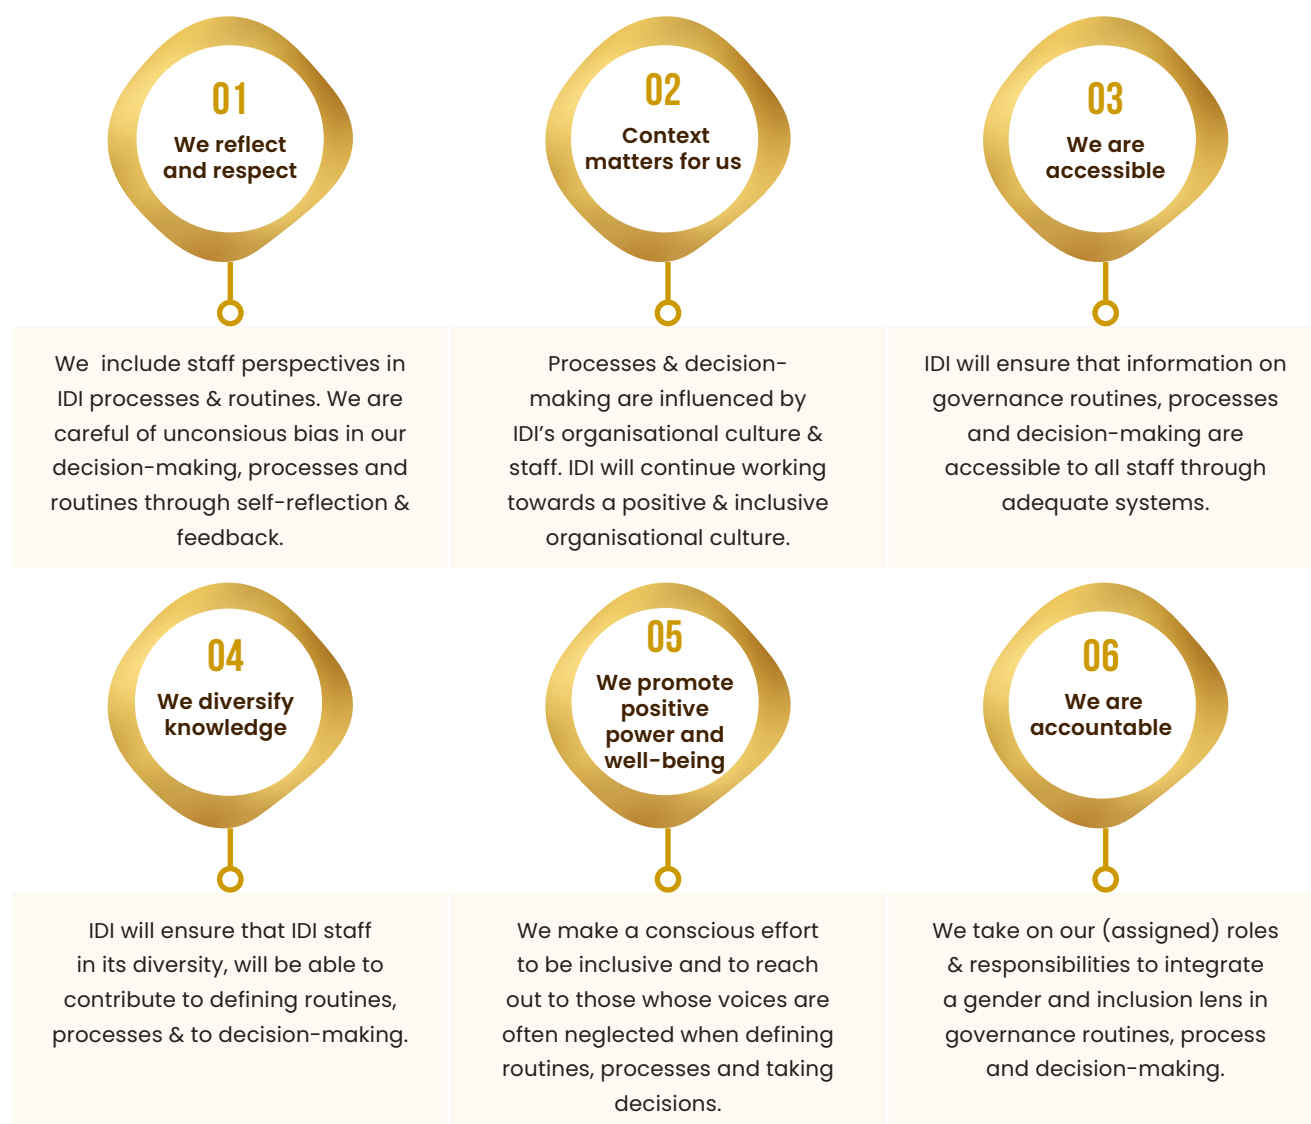 01
We reflect
and respect
We  include staff perspectives in
IDI processes & routines. We are
careful of unconsious bias in our
decision-making, processes and
routines through self-reflection &
feedback.
02
Context
matters for us
Processes & decision-
making are influenced by
IDI’s organisational culture &
staff. IDI will continue working
towards a positive & inclusive
organisational culture.
03
We are
accessible
IDI will ensure that information on
governance routines, processes
and decision-making are
accessible to all staff through
adequate systems.
04
We diversify
knowledge
IDI will ensure that IDI staff
in its diversity, will be able to
contribute to defining routines,
processes & to decision-making.
05
We promote
positive
power and
well-being
We make a conscious effort
to be inclusive and to reach
out to those whose voices are
often neglected when defining
routines, processes and taking
decisions.
06
We are
accountable
We take on our (assigned) roles
& responsibilities to integrate
a gender and inclusion lens in
governance routines, process
and decision-making.